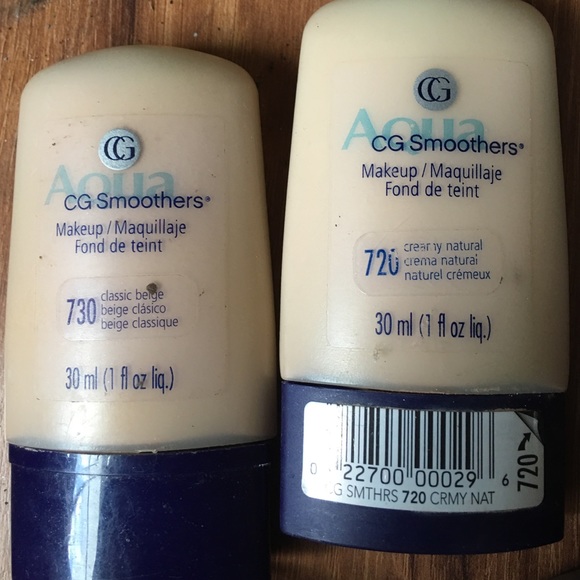 CG
Aqua
CG Smoothers®
Makeup/Maquillaje
Fond de teint
730 classic beige
beige clásico
beige classique
30 ml (1 fl oz liq.)
CG
Aqua
CG Smoothers®
Makeup/Maquillaje
Fond de teint
720 creamy natural
crema natural
naturel crémeux
30 ml (1 fl oz liq.)
0 22700 00029 6
CG SMTHRS 720 CRMY NAT
720